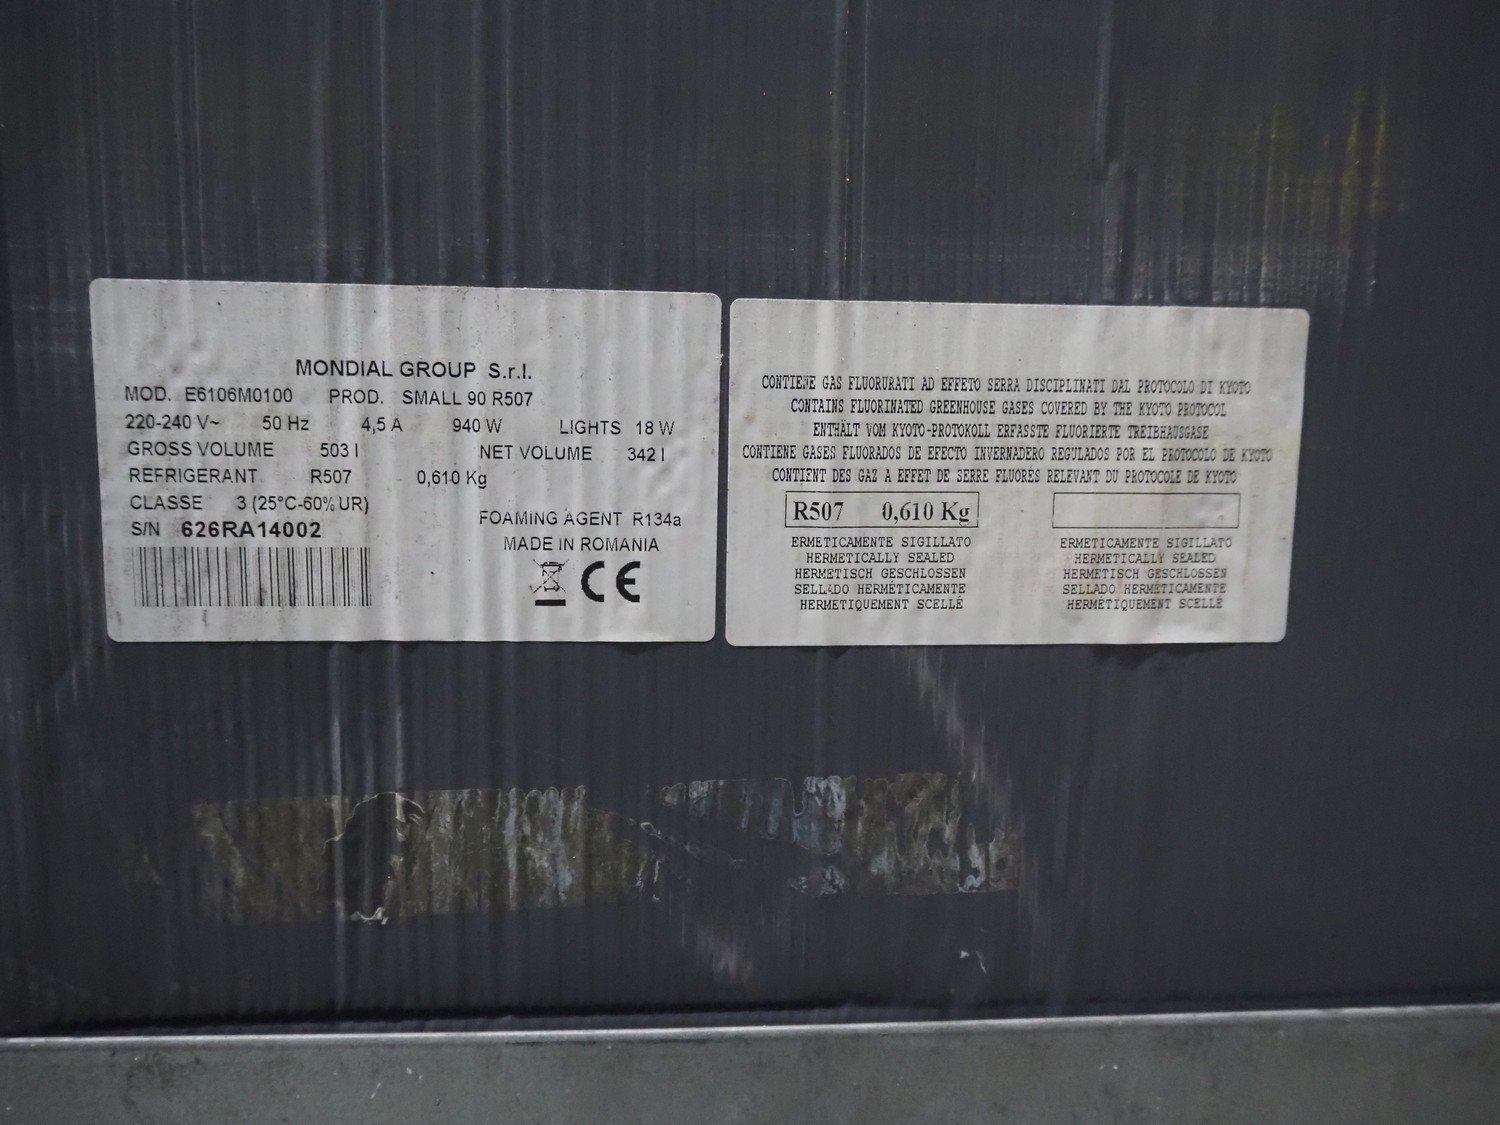 MONDIAL GROUP S.r.l.
MOD. E6106M0100 PROD. SMALL 90 R507
220-240 V~ 50 Hz 4,5 A 940 W LIGHTS 18 W
GROSS VOLUME 503 l NET VOLUME 342 l
REFRIGERANT R507 0,610 Kg
CLASSE 3 (25°C-60% UR)
FOAMING AGENT R134a
S/N 626RA14002
MADE IN ROMANIA
CE
CONTIENE GAS FLUORURATI AD EFFETO SERRA DISCIPLINATI DAL PROTOCOLO DI KYOTO
CONTAINS FLUORINATED GREENHOUSE GASES COVERED BY THE KYOTO PROTOCOL
ENTHÄLT VOM KYOTO-PROTOKOLL ERFASSTE FLUORIERTE TREIBHAUSGASE
CONTIENE GASES FLUORADOS DE EFECTO INVERNADERO REGULADOS POR EL PROTOCOLO DE KYOTO
CONTIENT DES GAZ A EFFET DE SERRE FLUORÉS RELEVANT DU PROTOCOLE DE KYOTO
R507 0,610 Kg
ERMETICAMENTE SIGILLATO
HERMETICALLY SEALED
HERMETISCH GESCHLOSSEN
SELLADO HERMÉTICAMENTE
HERMÉTIQUEMENT SCELLÉ
ERMETICAMENTE SIGILLATO
HERMETICALLY SEALED
HERMETISCH GESCHLOSSEN
SELLADO HERMÉTICAMENTE
HERMÉTIQUEMENT SCELLÉ